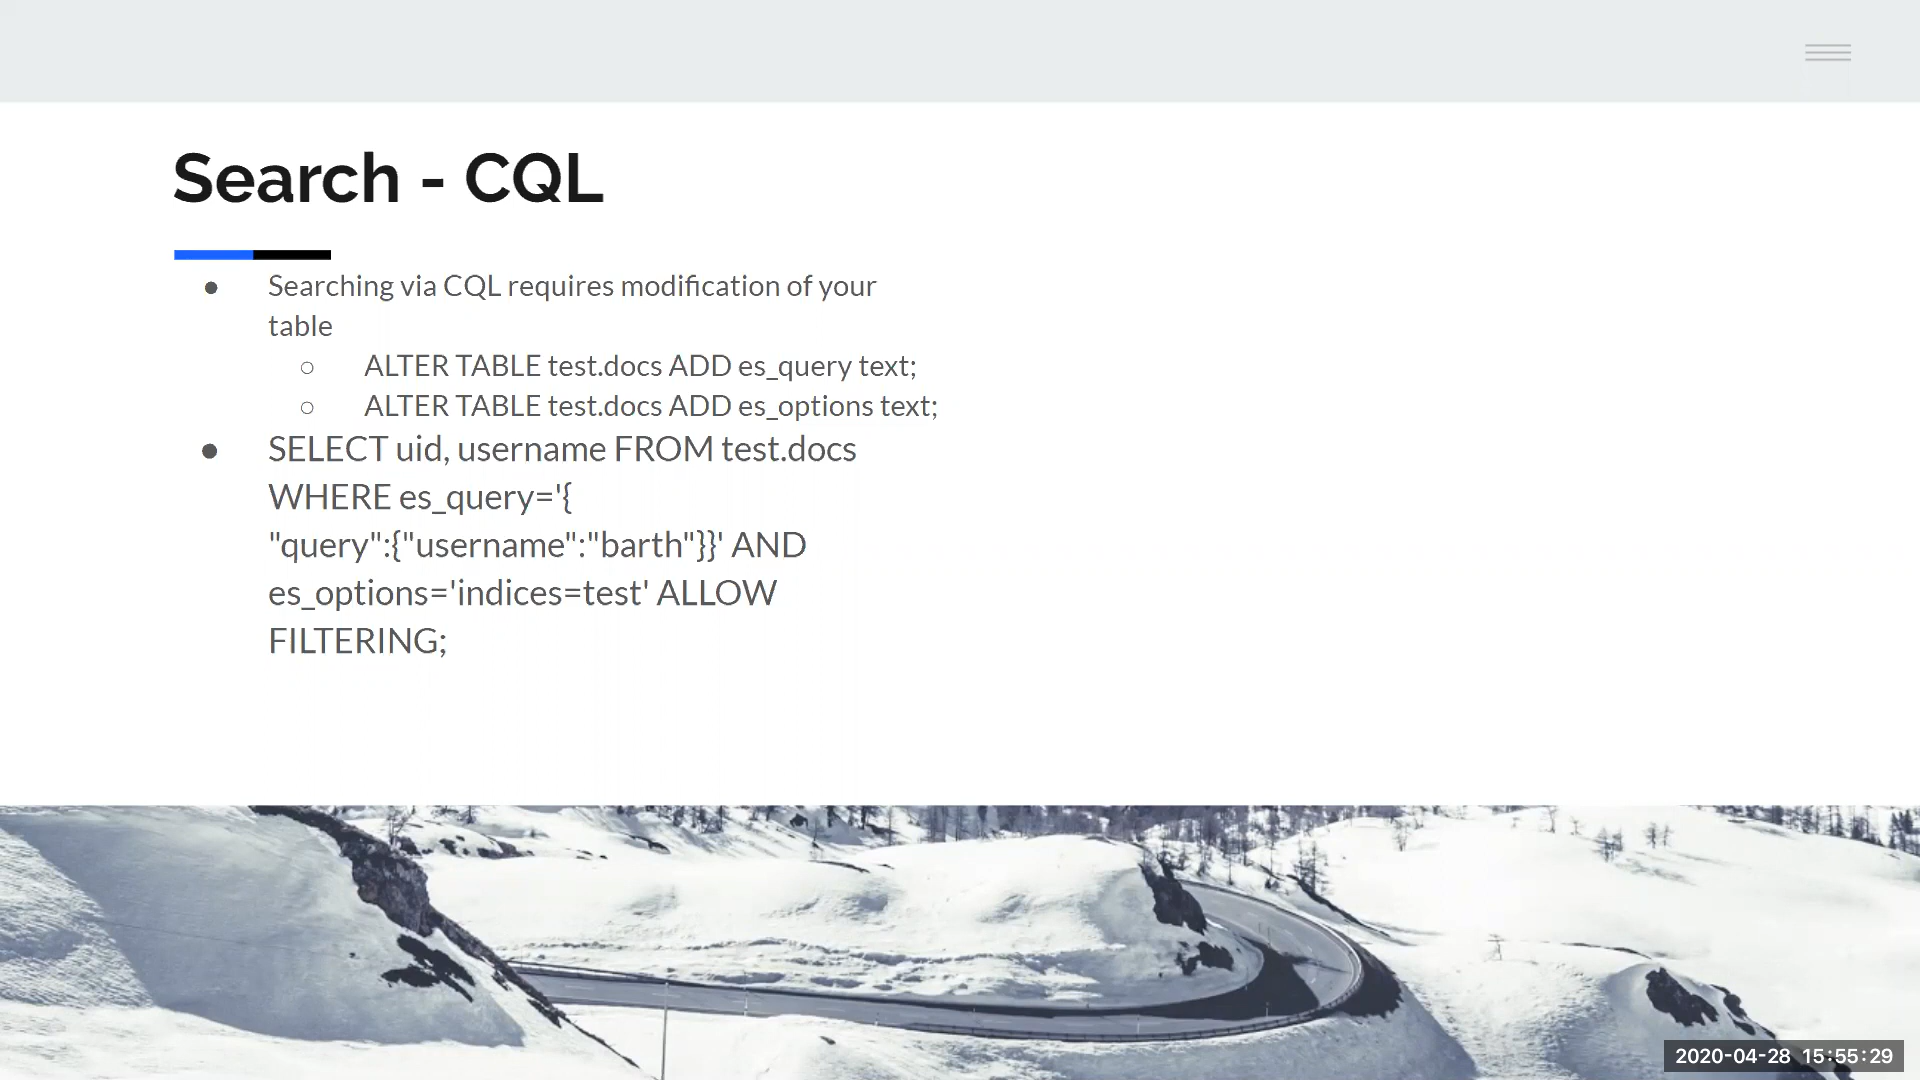 Search - CQL
● Searching via CQL requires modification of your
table
○ ALTER TABLE test.docs ADD es_query text;
○ ALTER TABLE test.docs ADD es_options text;
● SELECT uid, username FROM test.docs
WHERE es_query='{
"query":{"username":"barth"}}' AND
es_options='indices=test' ALLOW
FILTERING;
2020-04-28 15:55:29